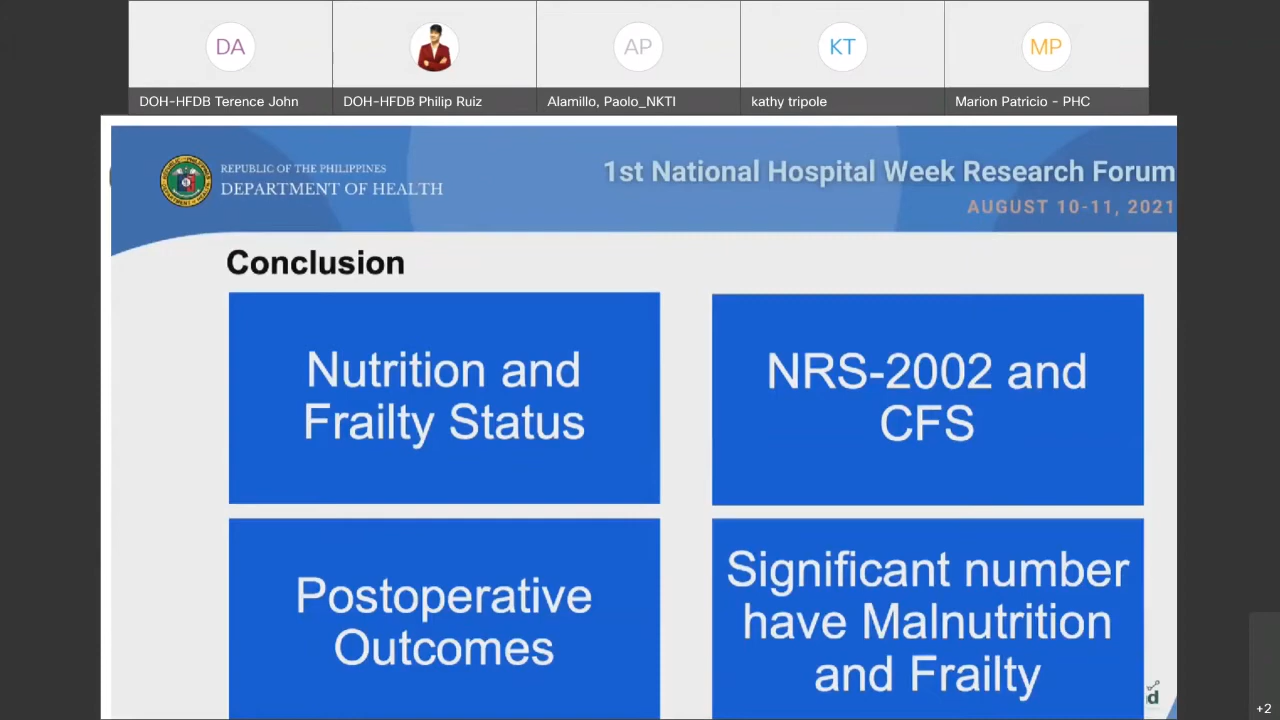 DA
AP
KT
MP
DOH-HFDB Terence John
DOH-HFDB Philip Ruiz
Alamillo, Paolo_NKTI
kathy tripole
Marion Patricio - PHC
REPUBLIC OF THE PHILIPPINES
DEPARTMENT OF HEALTH
1st National Hospital Week Research Forum
AUGUST 10-11, 2021
Conclusion
Nutrition and
Frailty Status
NRS-2002 and
CFS
Postoperative
Outcomes
Significant number
have Malnutrition
and Frailty
+2